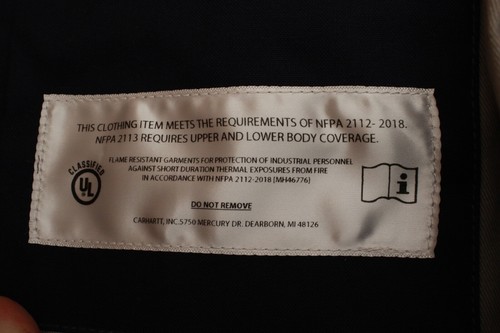 THIS CLOTHING ITEM MEETS THE REQUIREMENTS OF NFPA 2112- 2018.
NFPA 2113 REQUIRES UPPER AND LOWER BODY COVERAGE.
CLASSIFIED
UL
FLAME RESISTANT GARMENTS FOR PROTECTION OF INDUSTRIAL PERSONNEL
AGAINST SHORT DURATION THERMAL EXPOSURES FROM FIRE
IN ACCORDANCE WITH NFPA 2112-2018 [MH46776]
i
DO NOT REMOVE
CARHARTT, INC.5750 MERCURY DR. DEARBORN, MI 48126